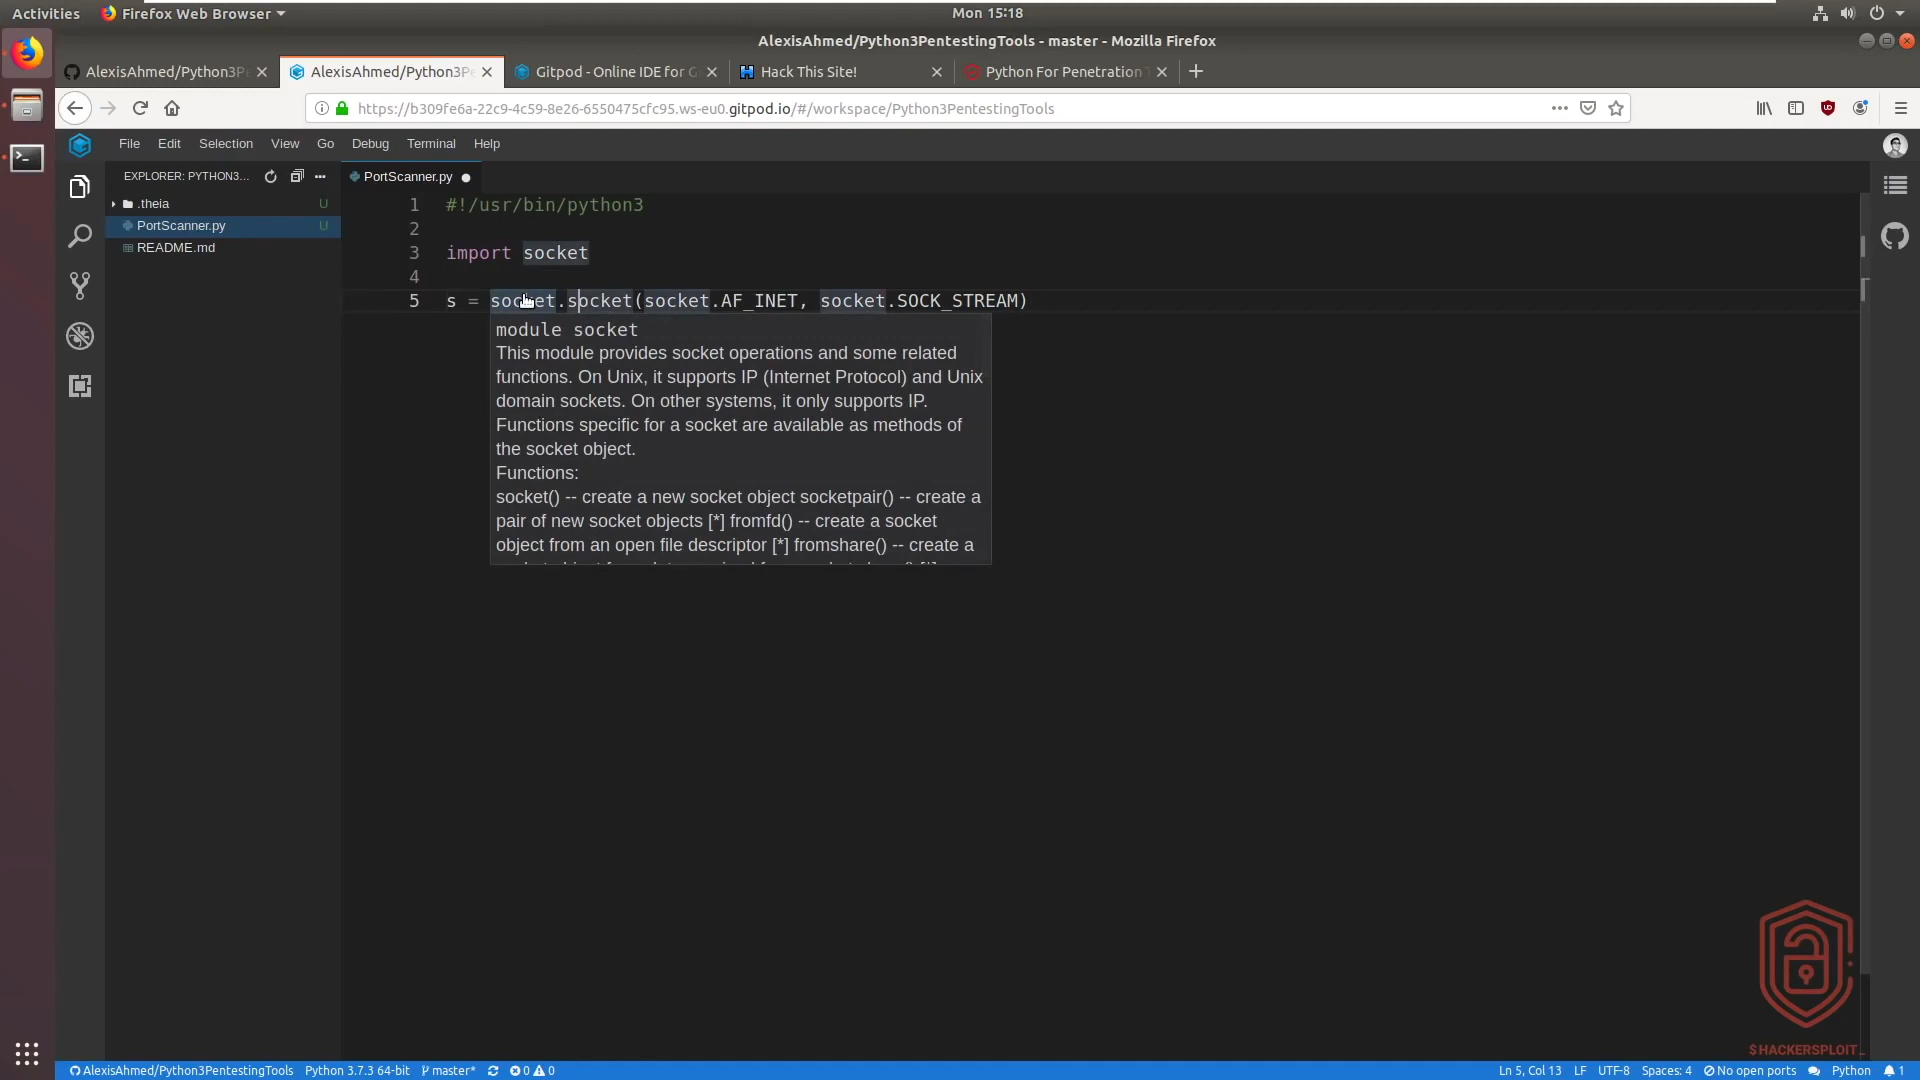 Activities
Firefox Web Browser
Mon 15:18
AlexisAhmed/Python3PentestingTools - master - Mozilla Firefox
AlexisAhmed/Python3P
AlexisAhmed/Python3Pe
Gitpod - Online IDE for G
Hack This Site!
Python For Penetration T
https://b309fe6a-22c9-4c59-8e26-6550475cfc95.ws-eu0.gitpod.io/#/workspace/Python3PentestingTools
File Edit Selection View Go Debug Terminal Help
EXPLORER: PYTHON3...
PortScanner.py
.theia U
PortScanner.py U
README.md
1 #!/usr/bin/python3
2
3 import socket
4
5 s = socket.socket(socket.AF_INET, socket.SOCK_STREAM)
module socket
This module provides socket operations and some related
functions. On Unix, it supports IP (Internet Protocol) and Unix
domain sockets. On other systems, it only supports IP.
Functions specific for a socket are available as methods of
the socket object.
Functions:
socket() -- create a new socket object socketpair() -- create a
pair of new socket objects [*] fromfd() -- create a socket
object from an open file descriptor [*] fromshare() -- create a
$HACKERSPLOIT_
AlexisAhmed/Python3PentestingTools Python 3.7.3 64-bit master* 0 0 Ln 5, Col 13 LF UTF-8 Spaces: 4 No open ports Python 1